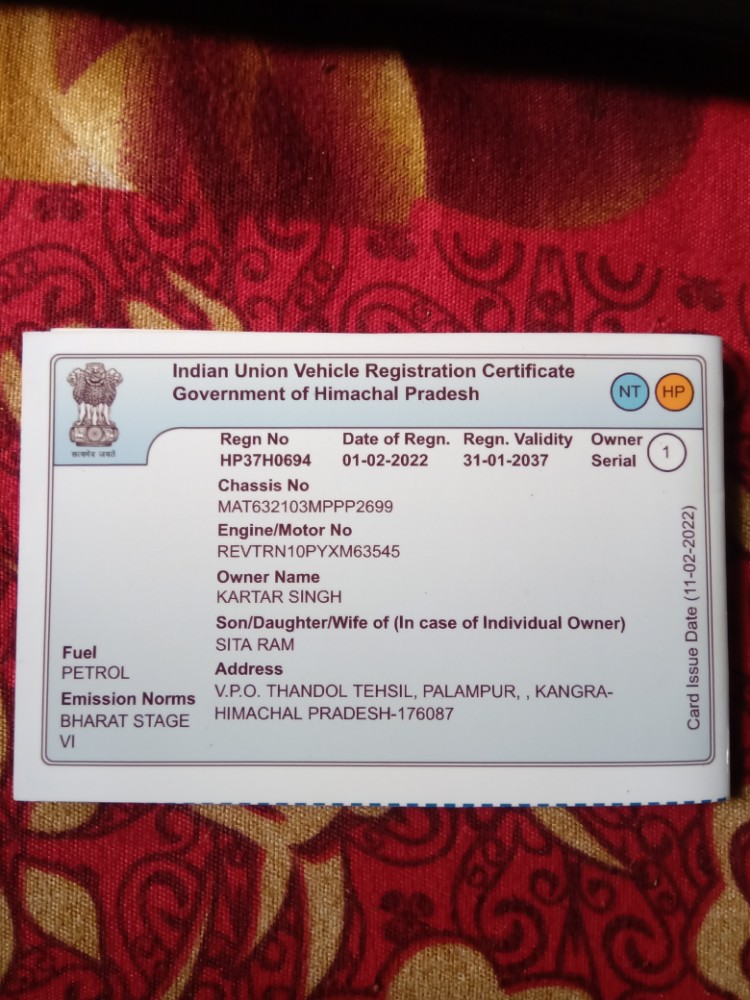 Indian Union Vehicle Registration Certificate
Government of Himachal Pradesh
NT HP
सत्यमेव जयते
Regn No Date of Regn. Regn. Validity Owner Serial 1
HP37H0694 01-02-2022 31-01-2037
Chassis No
MAT632103MPPP2699
Engine/Motor No
REVTRN10PYXM63545
Owner Name
KARTAR SINGH
Son/Daughter/Wife of (In case of Individual Owner)
SITA RAM
Fuel
PETROL
Emission Norms
BHARAT STAGE
VI
Address
V.P.O. THANDOL TEHSIL, PALAMPUR, , KANGRA-
HIMACHAL PRADESH-176087
Card Issue Date (11-02-2022)